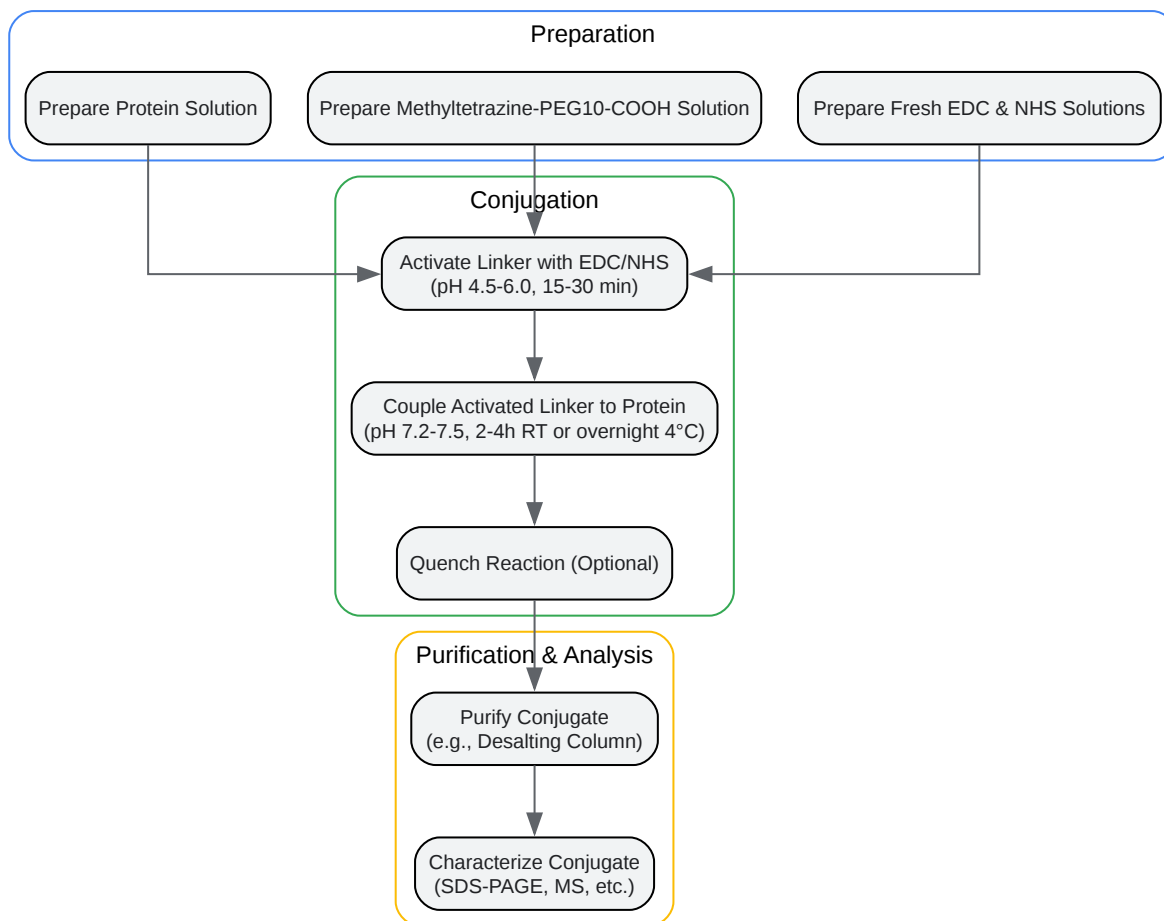 Preparation
Prepare Protein Solution
Prepare Methyltetrazine-PEG10-COOH Solution
Prepare Fresh EDC & NHS Solutions
Conjugation
Activate Linker with EDC/NHS
(pH 4.5-6.0, 15-30 min)
Couple Activated Linker to Protein
(pH 7.2-7.5, 2-4h RT or overnight 4°C)
Quench Reaction (Optional)
Purification & Analysis
Purify Conjugate
(e.g., Desalting Column)
Characterize Conjugate
(SDS-PAGE, MS, etc.)